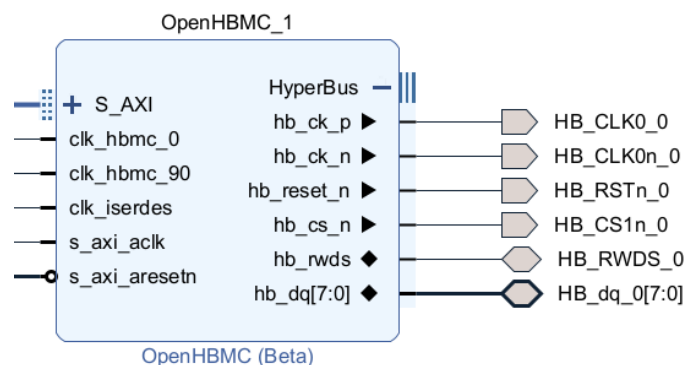 OpenHBMC_1
HyperBus
S_AXI
hb_ck_p HB_CLK0_0
clk_hbmc_0
hb_ck_n HB_CLK0n_0
clk_hbmc_90
hb_reset_n HB_RSTn_0
clk_iserdes
hb_cs_n HB_CS1n_0
s_axi_aclk
hb_rwds HB_RWDS_0
s_axi_aresetn
hb_dq[7:0] HB_dq_0[7:0]
OpenHBMC (Beta)